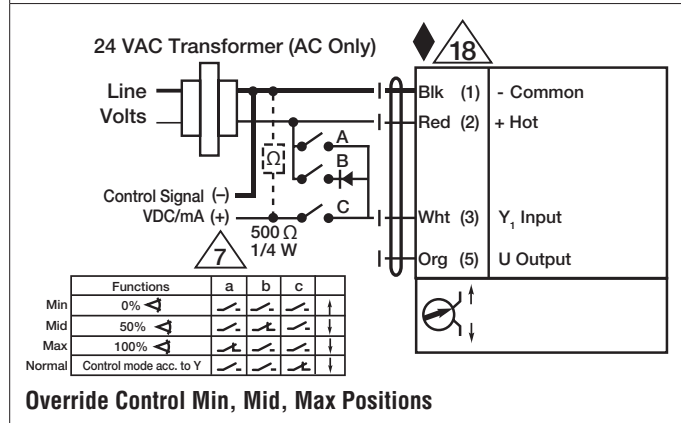 24 VAC Transformer (AC Only)
18
Line
Volts
Blk (1) - Common
Red (2) + Hot
A
B
C
Ω
Control Signal (–)
VDC/mA (+)
500 Ω
1/4 W
7
Wht (3) Y1 Input
Org (5) U Output
Functions a b c
Min 0%
Mid 50%
Max 100%
Normal Control mode acc. to Y
Override Control Min, Mid, Max Positions